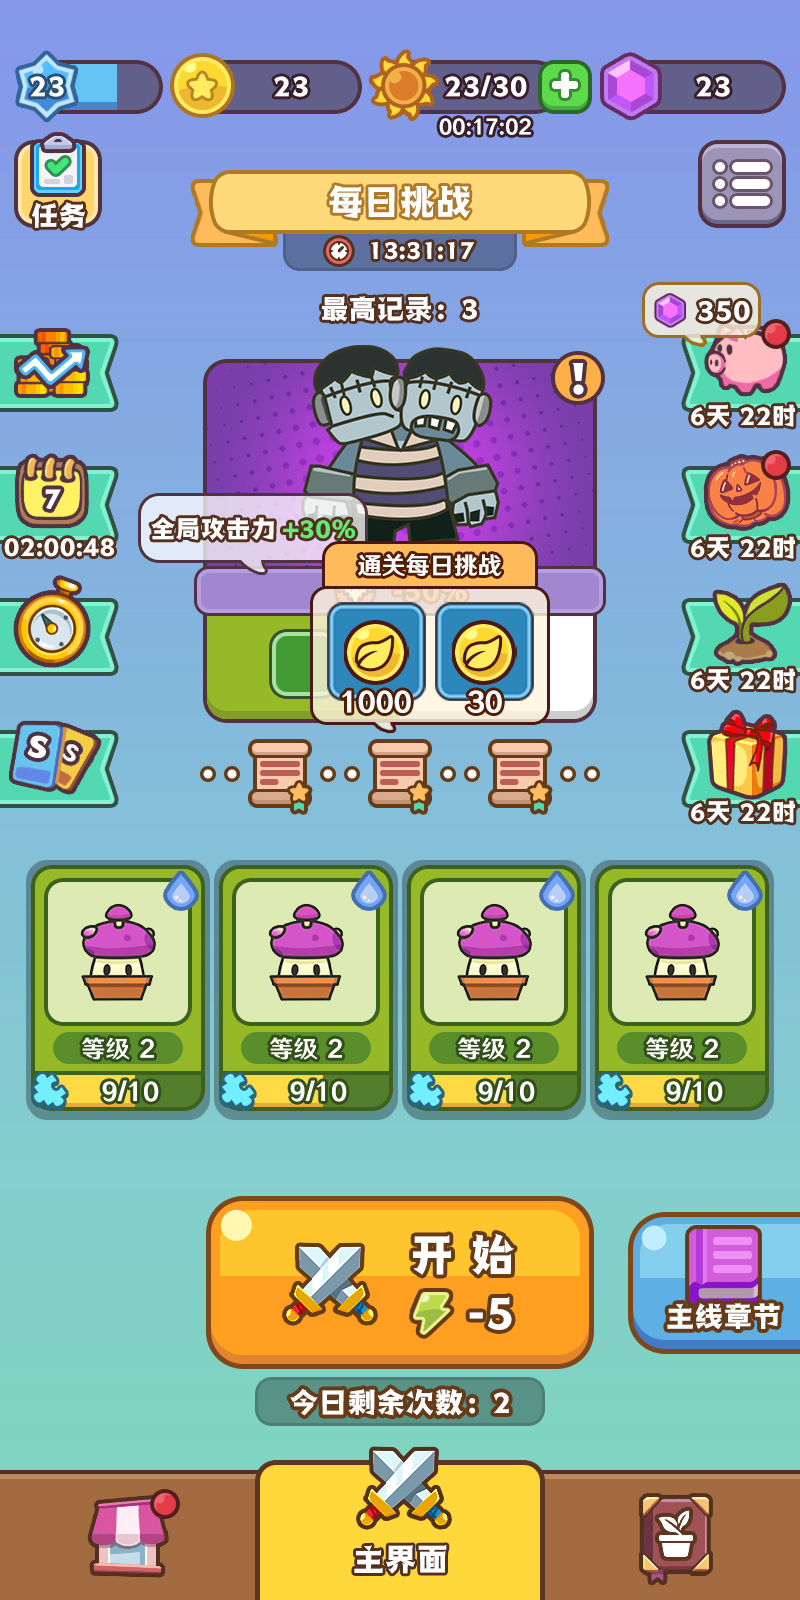 23
23
23/30
23
00:17:02
任务
每日挑战
13:31:17
最高记录：3
350
6天 22时
7
02:00:48
全局攻击力 +30%
6天 22时
通关每日挑战
-50%
1000
30
6天 22时
S
S
6天 22时
等级 2
等级 2
等级 2
等级 2
9/10
9/10
9/10
9/10
开 始
-5
主线章节
今日剩余次数：2
主界面